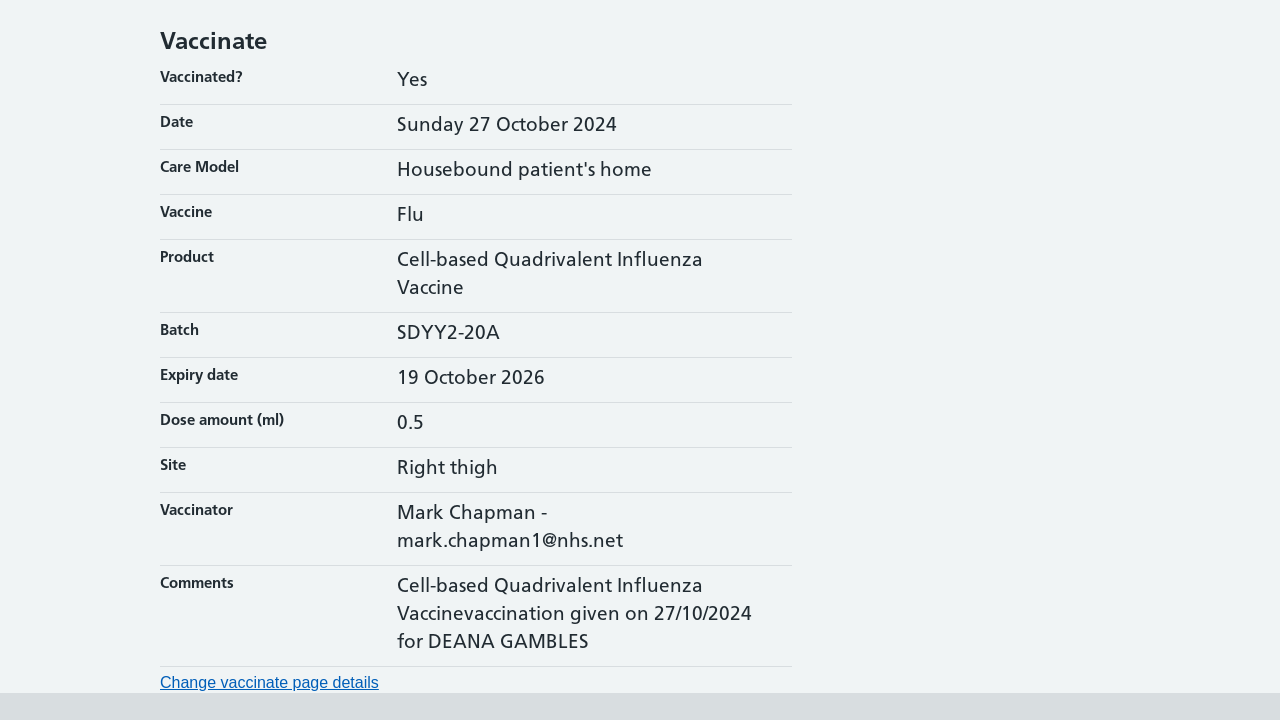 Vaccinate
Vaccinated?
Yes
Date
Sunday 27 October 2024
Care Model
Housebound patient's home
Vaccine
Flu
Product
Cell-based Quadrivalent Influenza
Vaccine
Batch
SDYY2-20A
Expiry date
19 October 2026
Dose amount (ml)
0.5
Site
Right thigh
Vaccinator
Mark Chapman -
mark.chapman1@nhs.net
Comments
Cell-based Quadrivalent Influenza
Vaccinevaccination given on 27/10/2024
for DEANA GAMBLES
Change vaccinate page details